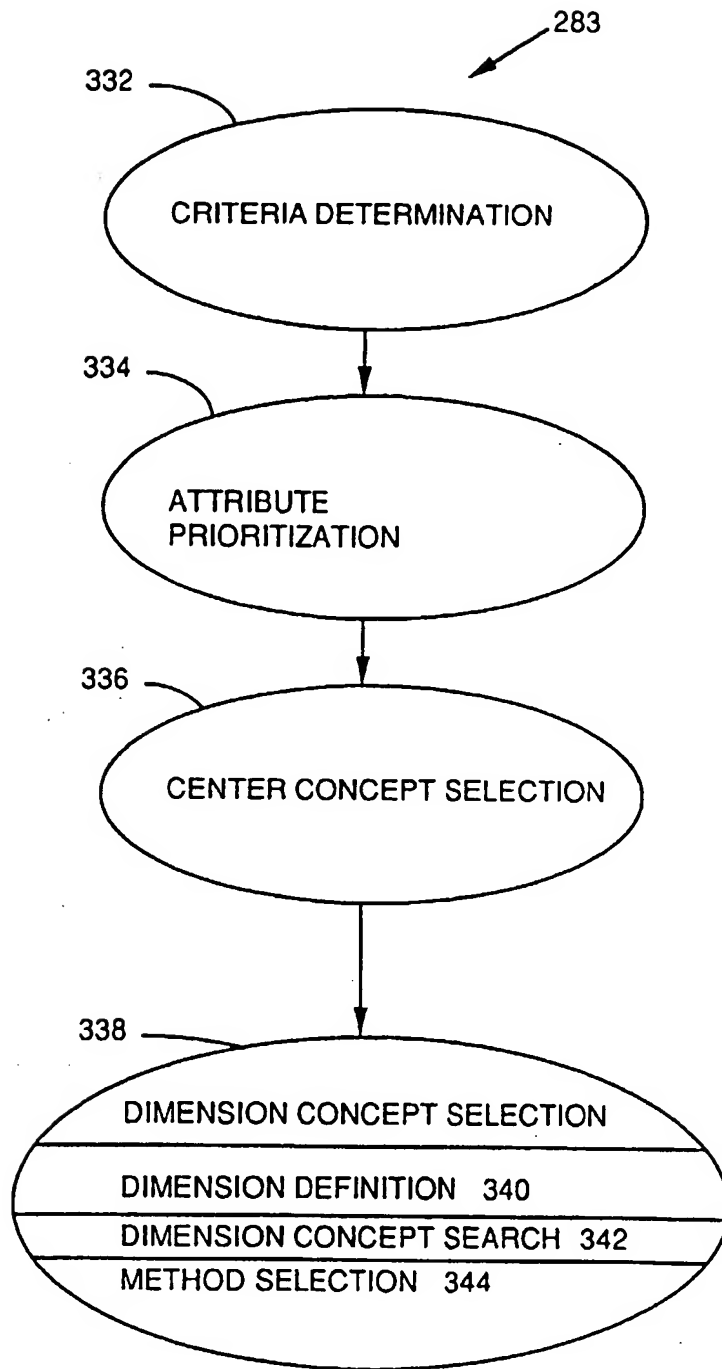 283
332
CRITERIA DETERMINATION
334
ATTRIBUTE
PRIORITIZATION
336
CENTER CONCEPT SELECTION
338
DIMENSION CONCEPT SELECTION
DIMENSION DEFINITION 340
DIMENSION CONCEPT SEARCH 342
METHOD SELECTION 344